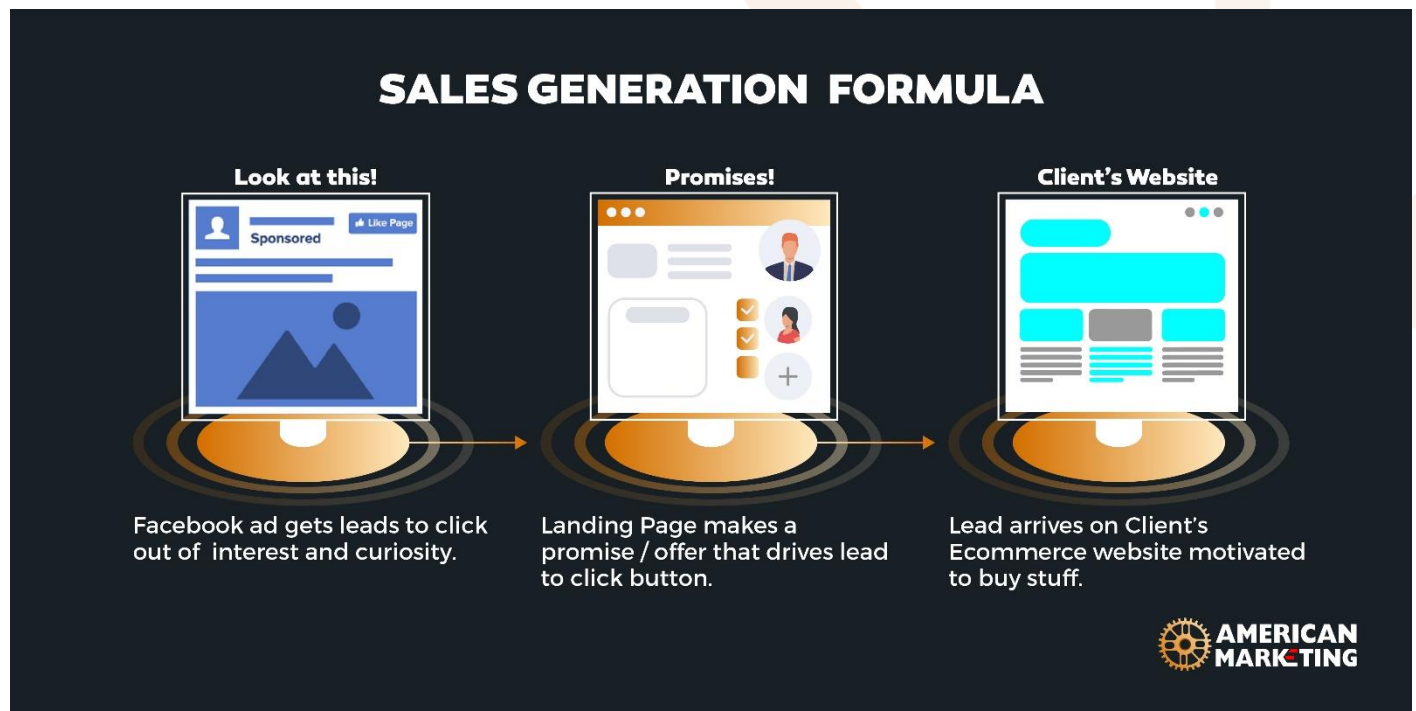 SALES GENERATION FORMULA
Look at this!
Sponsored
Like Page
Facebook ad gets leads to click
out of interest and curiosity.
Promises!
Landing Page makes a
promise / offer that drives lead
to click button.
Client's Website
Lead arrives on Client's
Ecommerce website motivated
to buy stuff.
AMERICAN
MARKETING